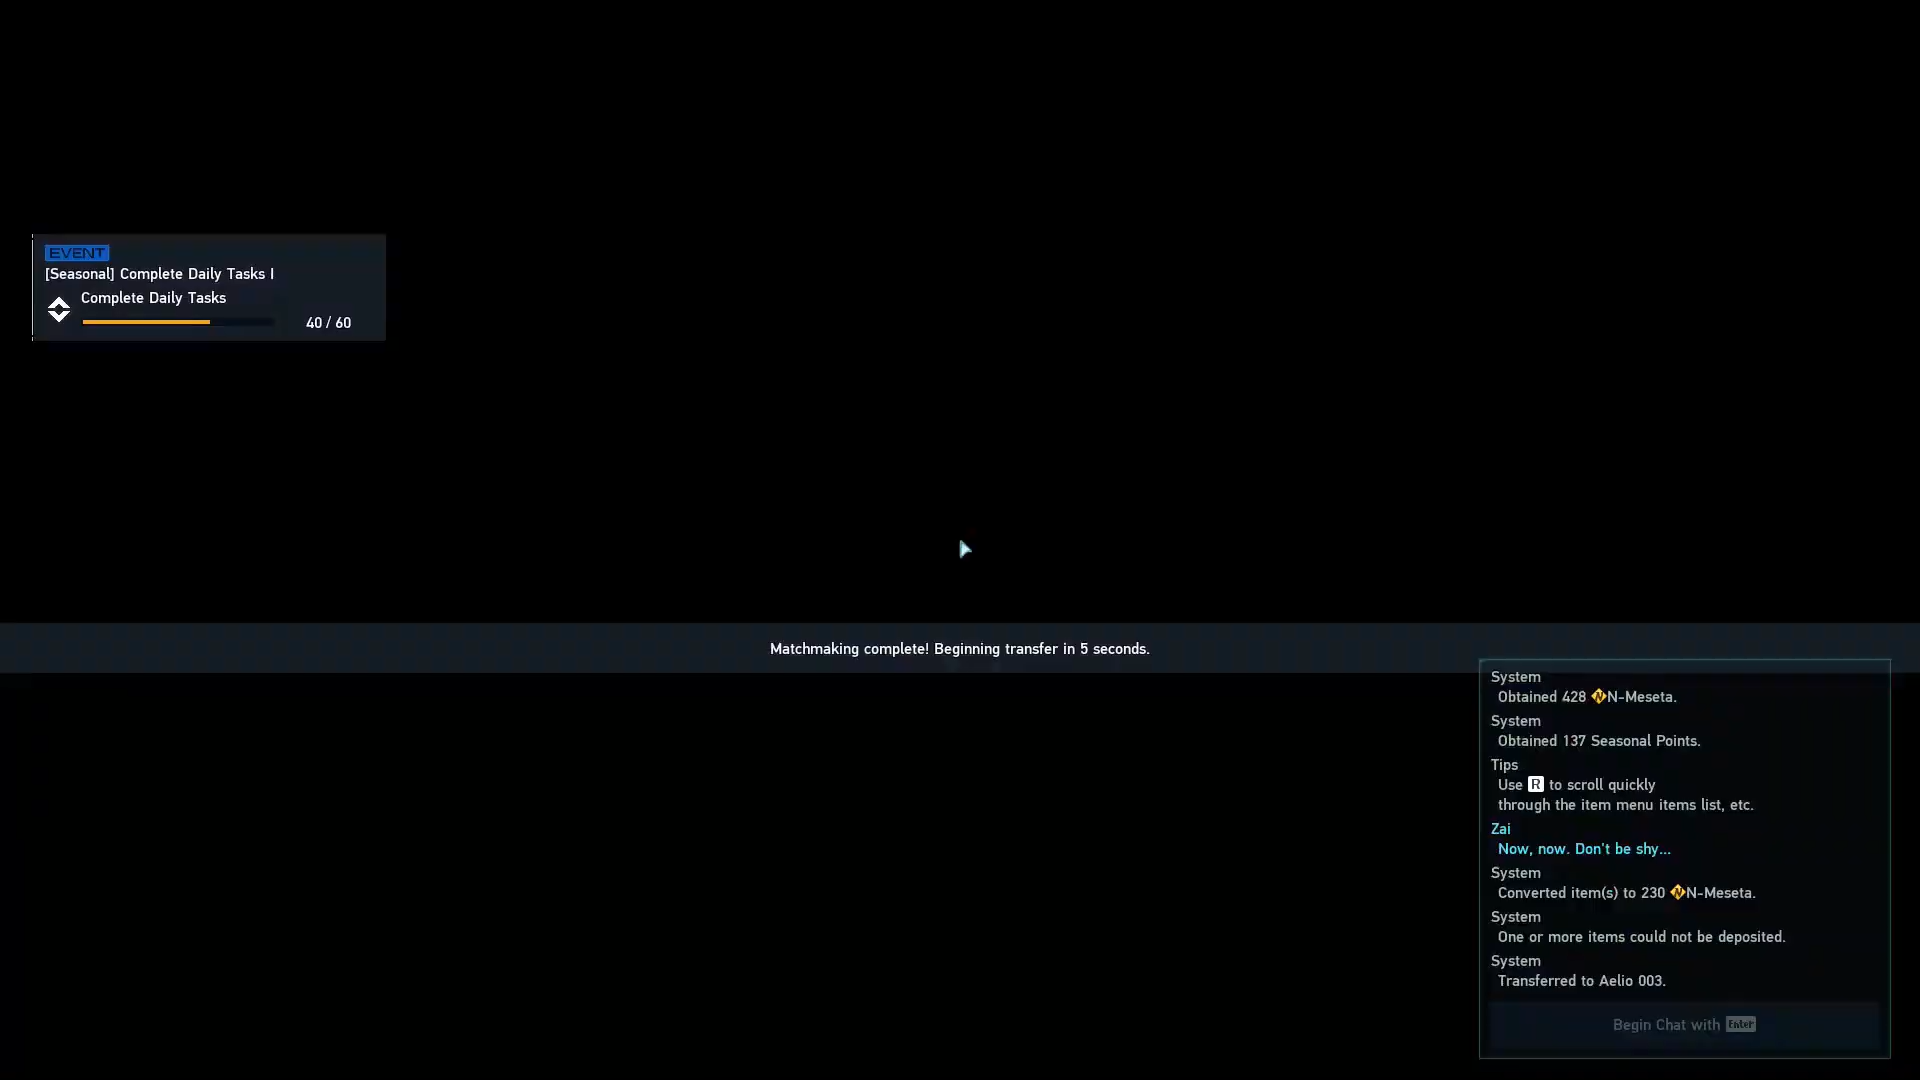 EVENT
[Seasonal] Complete Daily Tasks I
Complete Daily Tasks
40 / 60
Matchmaking complete! Beginning transfer in 5 seconds.
System
Obtained 428 N-Meseta.
System
Obtained 137 Seasonal Points.
Tips
Use R to scroll quickly
through the item menu items list, etc.
Zai
Now, now. Don't be shy...
System
Converted item(s) to 230 N-Meseta.
System
One or more items could not be deposited.
System
Transferred to Aelio 003.
Begin Chat with Enter